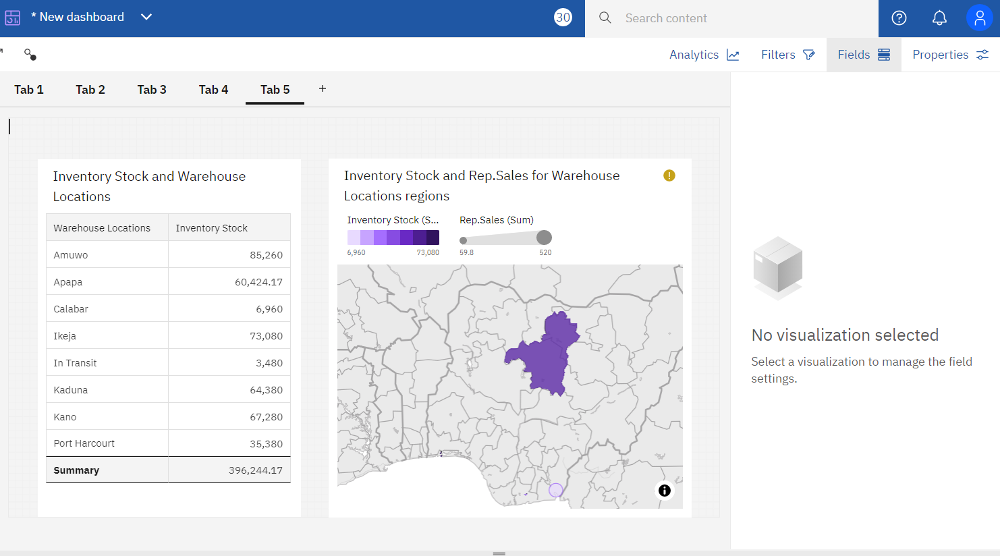 * New dashboard
30
Search content
Analytics
Filters
Fields
Properties
Tab 1
Tab 2
Tab 3
Tab 4
Tab 5
+
Inventory Stock and Warehouse
Locations
Warehouse Locations Inventory Stock
Amuwo 85,260
Apapa 60,424.17
Calabar 6,960
Ikeja 73,080
In Transit 3,480
Kaduna 64,380
Kano 67,280
Port Harcourt 35,380
Summary 396,244.17
Inventory Stock and Rep.Sales for Warehouse
Locations regions
Inventory Stock (S...
6,960 73,080
Rep.Sales (Sum)
59.8 520
No visualization selected
Select a visualization to manage the field
settings.